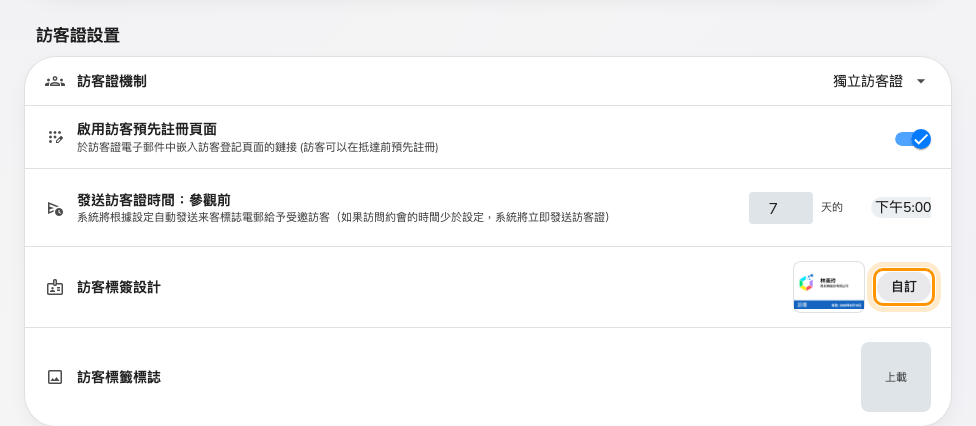 訪客證設置
訪客證機制
獨立訪客證
啟用訪客預先註冊頁面
於訪客證電子郵件中嵌入訪客登記頁面的鏈接 (訪客可以在抵達前預先註冊)
發送訪客證時間：參觀前
系統將根據設定自動發送来客標誌電郵給予受邀訪客（如果訪問約會的時間少於設定，系統將立即發送訪客證）
7
天的
下午5:00
訪客標籤設計
自訂
訪客標籤標誌
上載